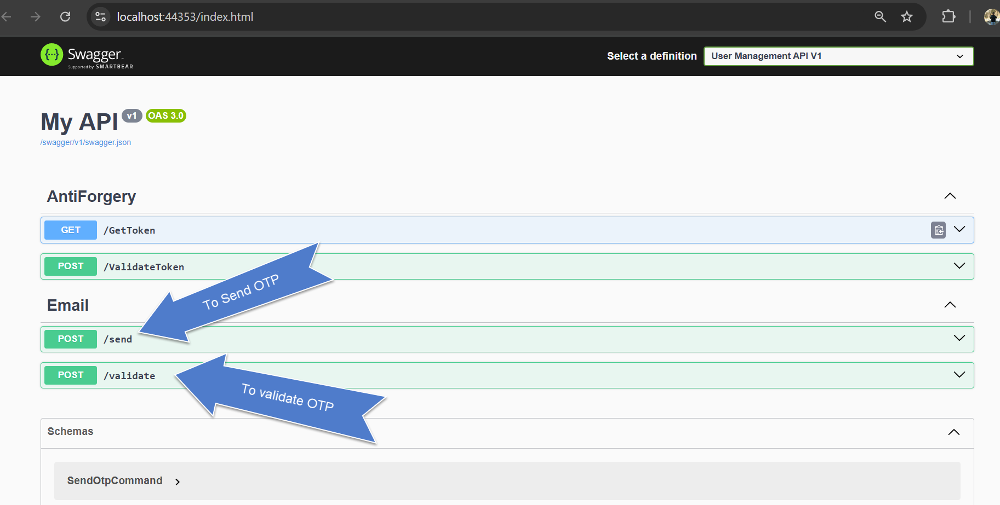 localhost:44353/index.html
Swagger
Supported by SMARTBEAR
Select a definition
User Management API V1
My API v1 OAS 3.0
/swagger/v1/swagger.json
AntiForgery
GET /GetToken
POST /ValidateToken
To Send OTP
Email
POST /send
POST /validate
To validate OTP
Schemas
SendOtpCommand